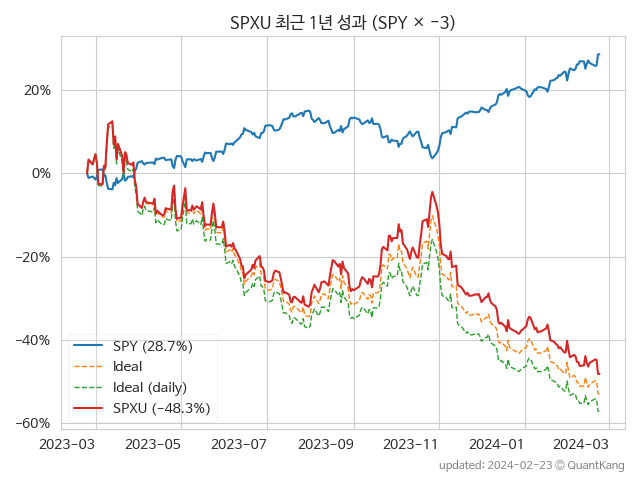 SPXU 최근 1년 성과 (SPY × −3)
20%
0%
−20%
−40%
−60%
SPY (28.7%)
Ideal
Ideal (daily)
SPXU (−48.3%)
2023-03
2023-05
2023-07
2023-09
2023-11
2024-01
2024-03
updated: 2024-02-23 ⓒ QuantKang